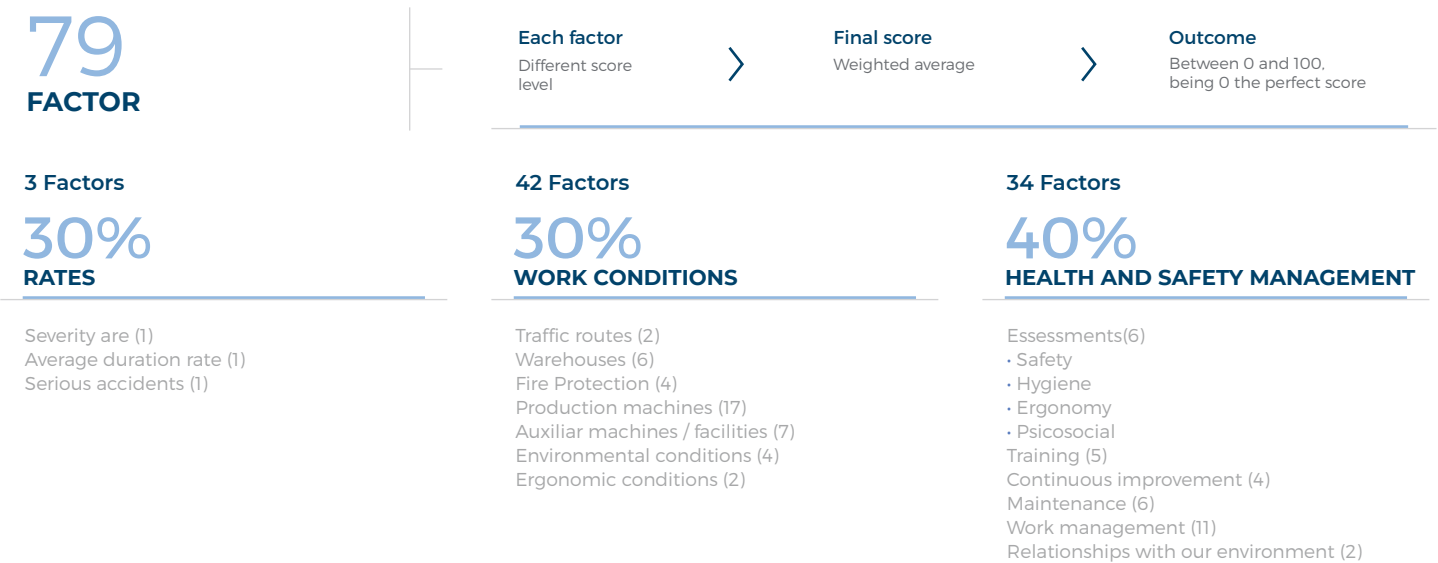 79
FACTOR
Each factor
Different score
level
Final score
Weighted average
Outcome
Between 0 and 100,
being 0 the perfect score
3 Factors
30%
RATES
Severity are (1)
Average duration rate (1)
Serious accidents (1)
42 Factors
30%
WORK CONDITIONS
Traffic routes (2)
Warehouses (6)
Fire Protection (4)
Production machines (17)
Auxiliar machines / facilities (7)
Environmental conditions (4)
Ergonomic conditions (2)
34 Factors
40%
HEALTH AND SAFETY MANAGEMENT
Essessments(6)
• Safety
• Hygiene
• Ergonomy
• Psicosocial
Training (5)
Continuous improvement (4)
Maintenance (6)
Work management (11)
Relationships with our environment (2)